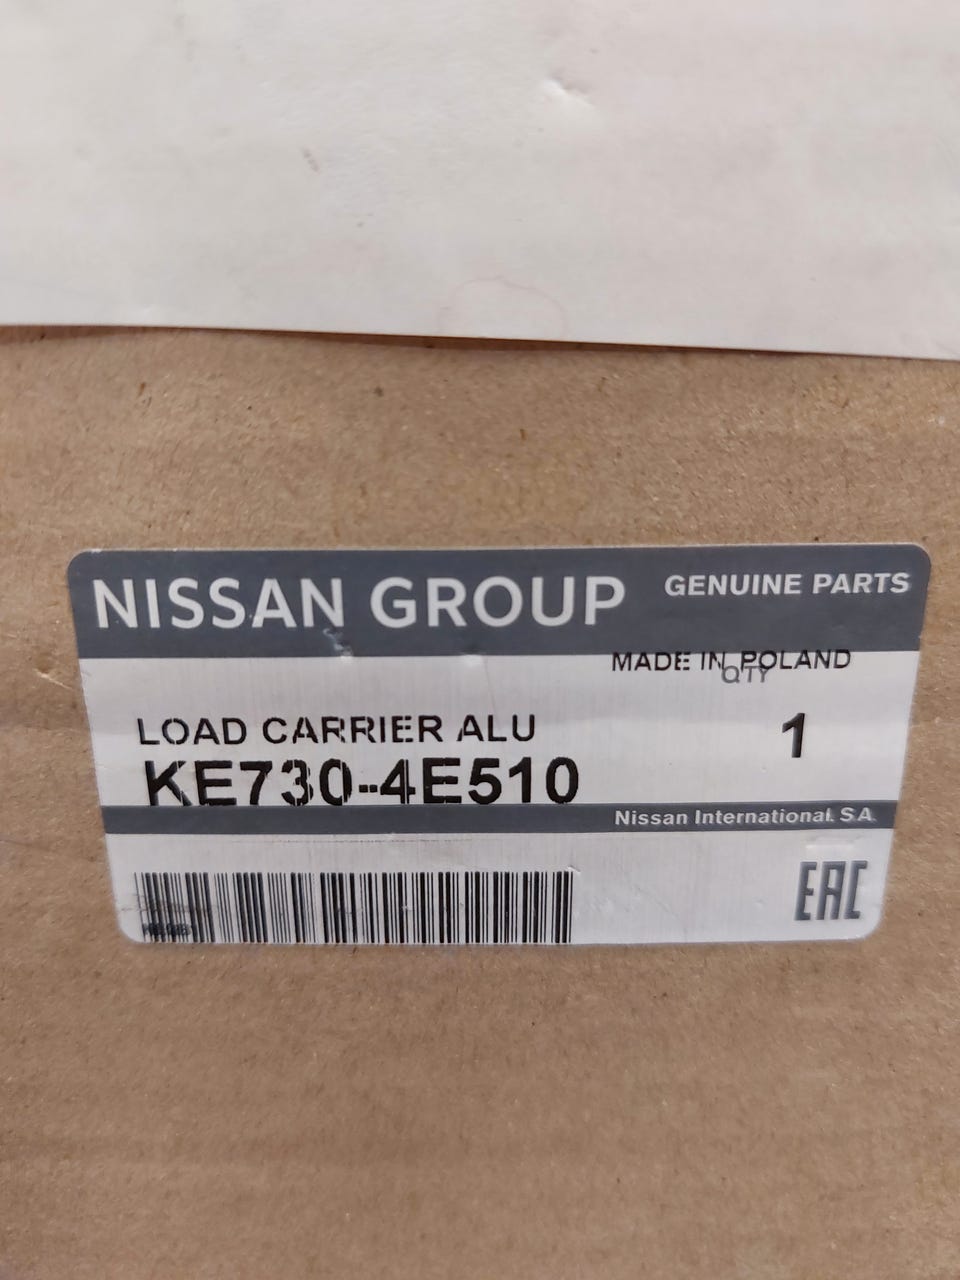 NISSAN GROUP GENUINE PARTS
MADE IN POLAND
QTY
LOAD CARRIER ALU 1
KE730-4E510
Nissan International. S.A.
EAC